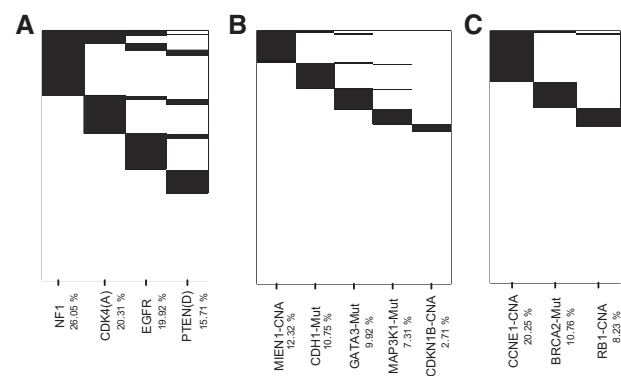 A
B
C
NF1
26.05 %
CDK4(A)
20.31 %
EGFR
19.92 %
PTEN(D)
15.71 %
MIEN1-CNA
12.32 %
CDH1-Mut
10.75 %
GATA3-Mut
9.92 %
MAP3K1-Mut
7.31 %
CDKN1B-CNA
2.71 %
CCNE1-CNA
20.25 %
BRCA2-Mut
10.76 %
RB1-CNA
8.23 %